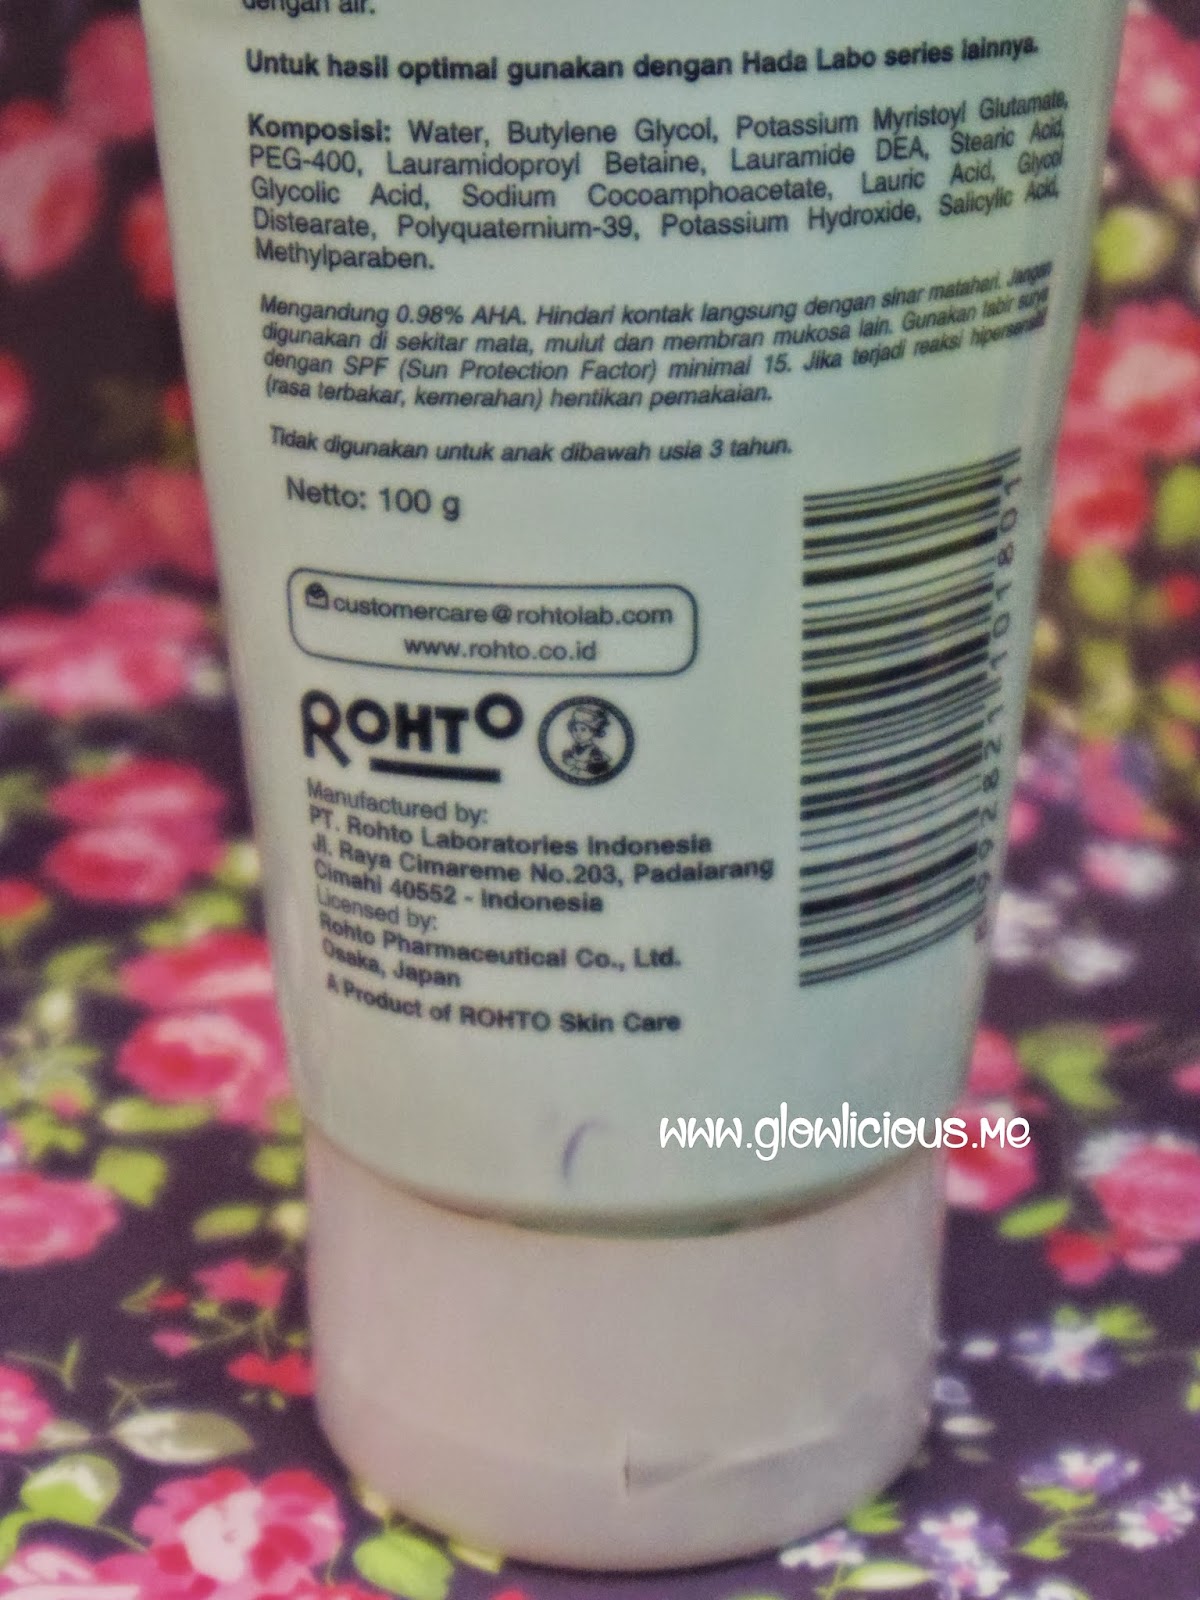 dengan air.
Untuk hasil optimal gunakan dengan Hada Labo series lainnya.
Komposisi: Water, Butylene Glycol, Potassium Myristoyl Glutamate,
PEG-400, Lauramidoproyl Betaine, Lauramide DEA, Stearic Acid,
Glycolic Acid, Sodium Cocoamphoacetate, Lauric Acid, Glycol
Distearate, Polyquaternium-39, Potassium Hydroxide, Salicylic Acid,
Methylparaben.
Mengandung 0.98% AHA. Hindari kontak langsung dengan sinar matahari. Jangan
digunakan di sekitar mata, mulut dan membran mukosa lain. Gunakan tabir surya
dengan SPF (Sun Protection Factor) minimal 15. Jika terjadi reaksi hipersensitif
(rasa terbakar, kemerahan) hentikan pemakaian.
Tidak digunakan untuk anak dibawah usia 3 tahun.
Netto: 100 g
customercare@rohtolab.com
www.rohto.co.id
ROHTO
Manufactured by:
PT. Rohto Laboratories Indonesia
Jl. Raya Cimareme No.203, Padalarang
Cimahi 40552 - Indonesia
Licensed by:
Rohto Pharmaceutical Co., Ltd.
Osaka, Japan
A Product of ROHTO Skin Care
www.glowlicious.me